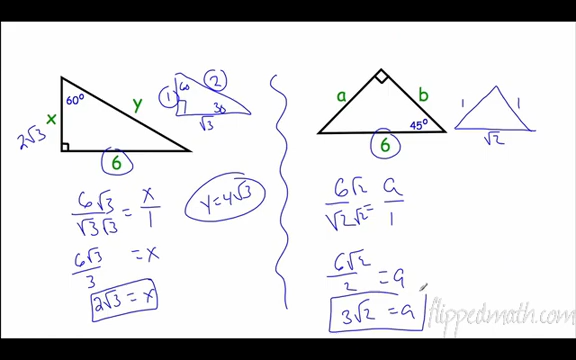 60° x y 6 2√3
1 2 60 30 √3
6√3 / √3√3 = x / 1
6√3 / 3 = x
2√3 = x
y = 4√3
a b 45° 6
1 1 √2
6√2 / √2√2 = a / 1
6√2 / 2 = a
3√2 = a
flippedmath.com